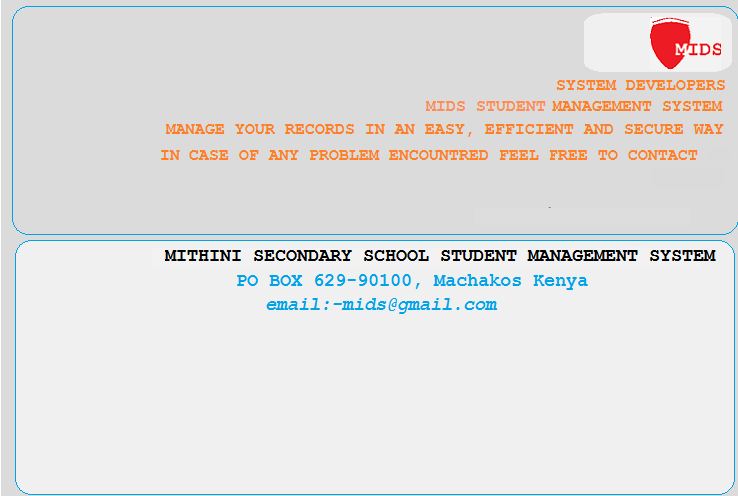 MIDS
SYSTEM DEVELOPERS
MIDS STUDENT MANAGEMENT SYSTEM
MANAGE YOUR RECORDS IN AN EASY, EFFICIENT AND SECURE WAY
IN CASE OF ANY PROBLEM ENCOUNTRED FEEL FREE TO CONTACT
MITHINI SECONDARY SCHOOL STUDENT MANAGEMENT SYSTEM
PO BOX 629-90100, Machakos Kenya
email:-mids@gmail.com